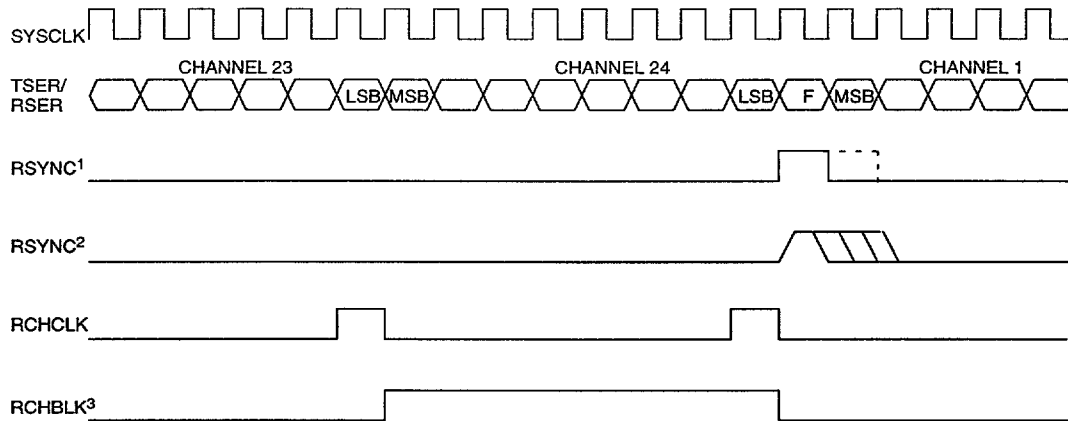 SYSCLK
CHANNEL 23 CHANNEL 24 CHANNEL 1
TSER/
RSER
LSB MSB LSB F MSB
RSYNC1
RSYNC2
RCHCLK
RCHBLK3